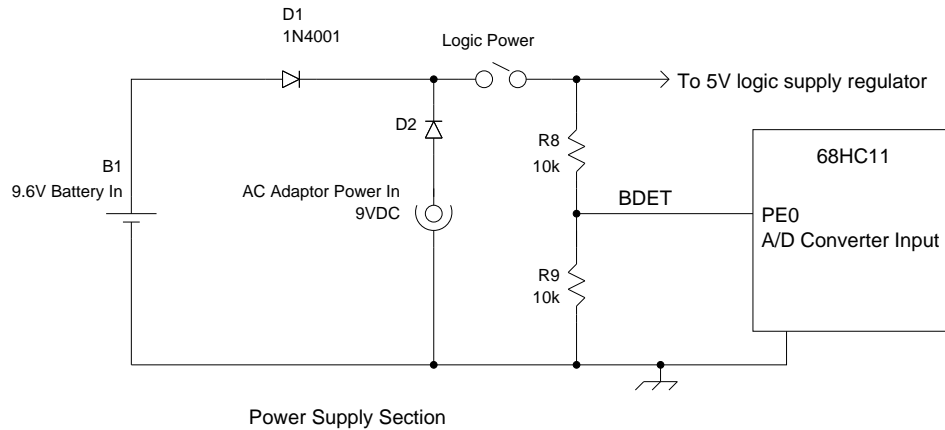 D1
1N4001
Logic Power
To 5V logic supply regulator
D2
R8
10k
68HC11
B1
9.6V Battery In
AC Adaptor Power In
9VDC
BDET
PE0
A/D Converter Input
R9
10k
Power Supply Section